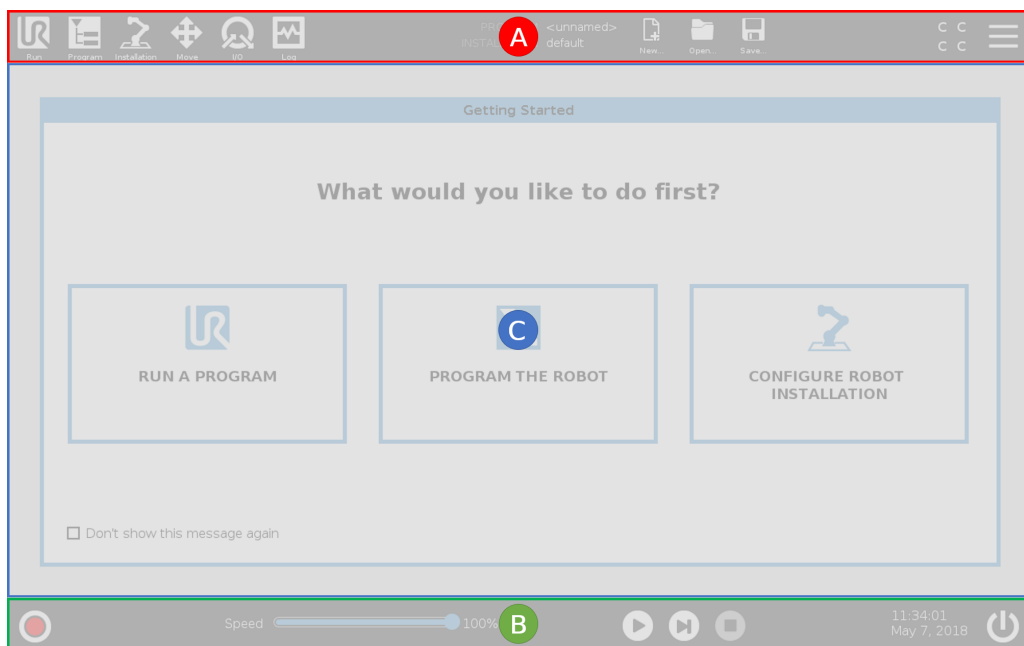 Run Program Installation Move I/O Log
<unnamed>
default
A
New... Open... Save...
C C
C C
Getting Started
What would you like to do first?
RUN A PROGRAM
C
PROGRAM THE ROBOT
CONFIGURE ROBOT
INSTALLATION
Don't show this message again
Speed 100%
B
11:34:01
May 7, 2018